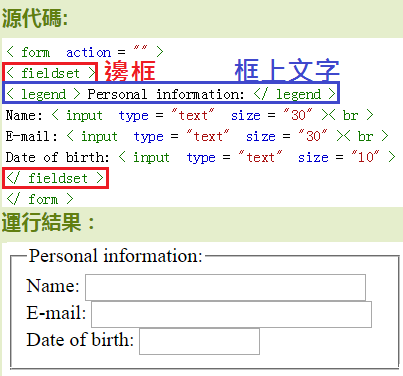 源代碼:
< form action = "" >
< fieldset > 邊框 框上文字
< legend > Personal information: </ legend >
Name: < input type = "text" size = "30" >< br >
E-mail: < input type = "text" size = "30" >< br >
Date of birth: < input type = "text" size = "10" >
</ fieldset >
</ form >
運行結果：
Personal information:
Name:
E-mail:
Date of birth: